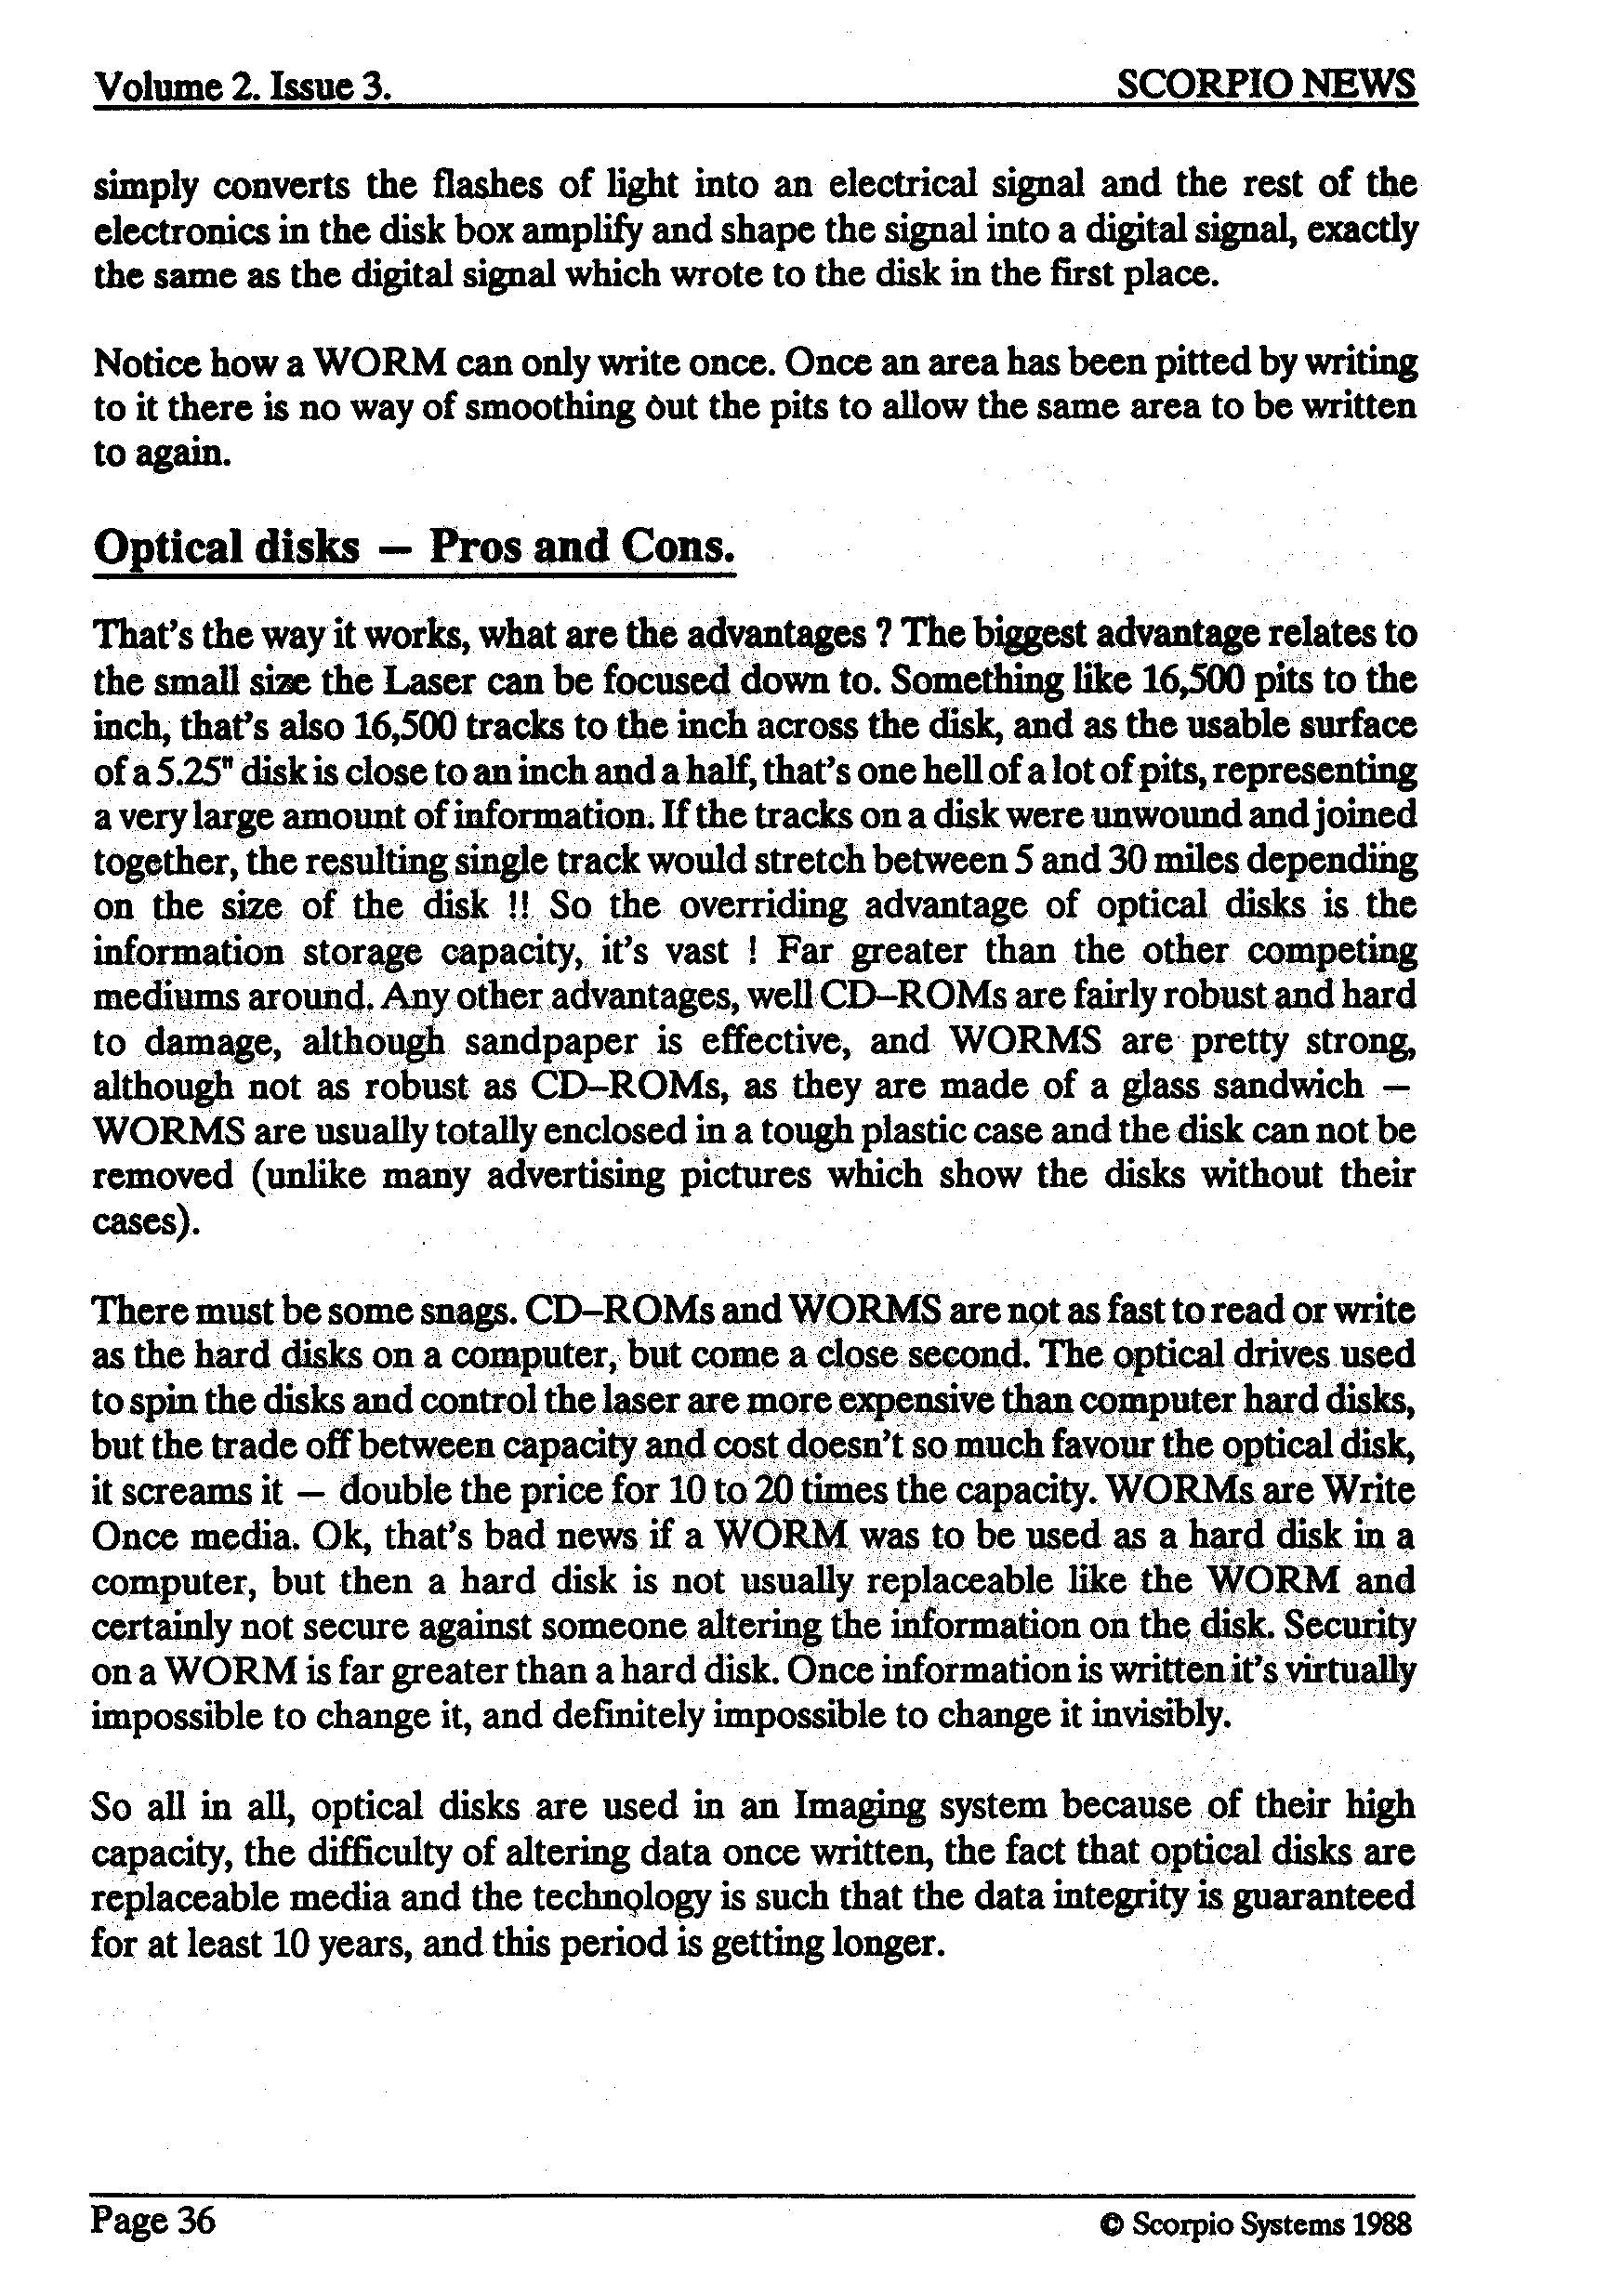 Volume 2. Issue 3. SCORPIO NEWS
simply converts the flashes of light into an electrical signal and the rest of the
electronics in the disk box amplify and shape the signal into a digital signal, exactly
the same as the digital signal which wrote to the disk in the first place.
Notice how a WORM can only write once. Once an area has been pitted by writing
to it there is no way of smoothing out the pits to allow the same area to be written
to again.
Optical disks – Pros and Cons.
That's the way it works, what are the advantages ? The biggest advantage relates to
the small size the Laser can be focused down to. Something like 16,500 pits to the
inch, that's also 16,500 tracks to the inch across the disk, and as the usable surface
of a 5.25" disk is close to an inch and a half, that's one hell of a lot of pits, representing
a very large amount of information. If the tracks on a disk were unwound and joined
together, the resulting single track would stretch between 5 and 30 miles depending
on the size of the disk !! So the overriding advantage of optical disks is the
information storage capacity, it's vast ! Far greater than the other competing
mediums around. Any other advantages, well CD–ROMs are fairly robust and hard
to damage, although sandpaper is effective, and WORMS are pretty strong,
although not as robust as CD–ROMs, as they are made of a glass sandwich –
WORMS are usually totally enclosed in a tough plastic case and the disk can not be
removed (unlike many advertising pictures which show the disks without their
cases).
There must be some snags. CD–ROMs and WORMS are not as fast to read or write
as the hard disks on a computer, but come a close second. The optical drives used
to spin the disks and control the laser are more expensive than computer hard disks,
but the trade off between capacity and cost doesn't so much favour the optical disk,
it screams it – double the price for 10 to 20 times the capacity. WORMs are Write
Once media. Ok, that's bad news if a WORM was to be used as a hard disk in a
computer, but then a hard disk is not usually replaceable like the WORM and
certainly not secure against someone altering the information on the disk. Security
on a WORM is far greater than a hard disk. Once information is written it's virtually
impossible to change it, and definitely impossible to change it invisibly.
So all in all, optical disks are used in an Imaging system because of their high
capacity, the difficulty of altering data once written, the fact that optical disks are
replaceable media and the technology is such that the data integrity is guaranteed
for at least 10 years, and this period is getting longer.
Page 36 © Scorpio Systems 1988